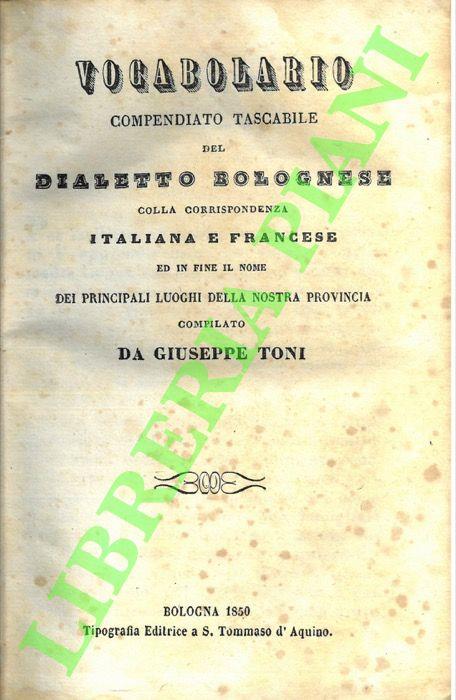 VOCABOLARIO
COMPENDIATO TASCABILE
DEL
DIALETTO BOLOGNESE
COLLA CORRISPONDENZA
ITALIANA E FRANCESE
ED IN FINE IL NOME
DEI PRINCIPALI LUOGHI DELLA NOSTRA PROVINCIA
COMPILATO
DA GIUSEPPE TONI
BOLOGNA 1850
Tipografia Editrice a S. Tommaso d' Aquino.
LIBRERIA PIANI